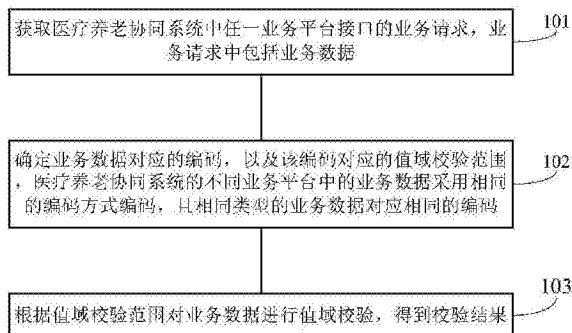 获取医疗养老协同系统中任一业务平台接口的业务请求，业
务请求中包括业务数据
101
确定业务数据对应的编码，以及该编码对应的值域校验范围
，医疗养老协同系统的不同业务平台中的业务数据采用相同
的编码方式编码，且相同类型的业务数据对应相同的编码
102
根据值域校验范围对业务数据进行值域校验，得到校验结果
103